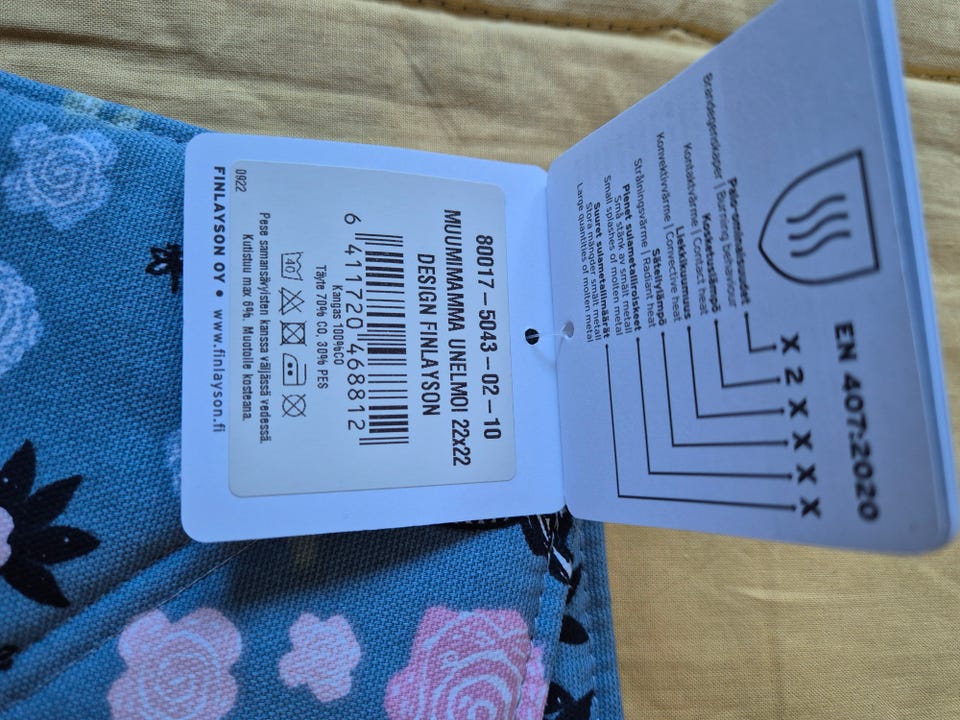 80017-5043-02-10
MUUMIMAMMA UNELMOI 22x22
DESIGN FINLAYSON
6 411720 468812
Kangas 100%CO
Täyte 70% CO, 30% PES
40
Pese samansävyisten kanssa väljässä vedessä.
Kutistuu max 6%. Muotoile kosteana.
0922
FINLAYSON OY • www.finlayson.fi
EN 407:2020
X 2 X X X X
Palo-ominaisuudet
Brandegenskaper | Burning behaviour
Kosketuslämpö
Kontaktvärme | Contact heat
Liekkikuumuus
Konvektivvärme | Convective heat
Säteilylämpö
Strålningsvärme | Radiant heat
Pienet sulametalliroiskeet
Små stänk av smält metall
Small splashes of molten metal
Suuret sulametallimäärät
Stora mängder smält metall
Large quantities of molten metal